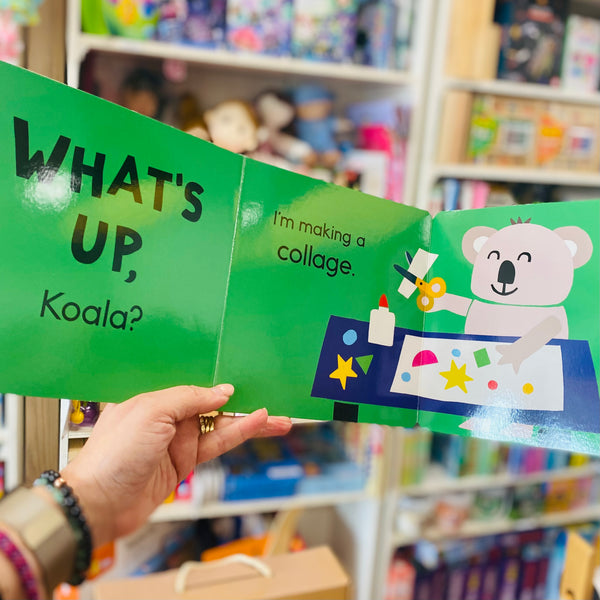 WHAT'S
UP,
Koala?
I'm making a
collage.